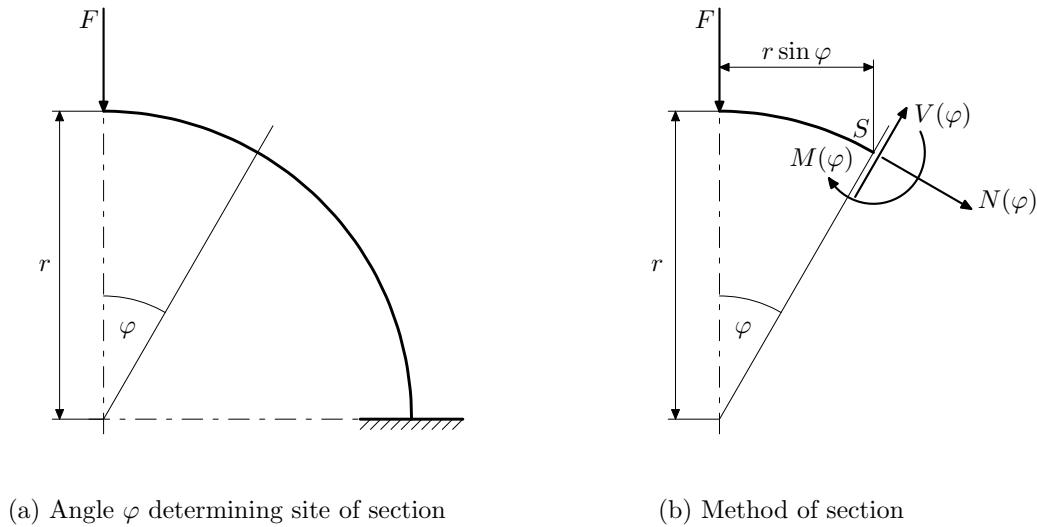 F
r
φ
(a) Angle φ determining site of section
F
r sin φ
S
V(φ)
M(φ)
N(φ)
r
φ
(b) Method of section